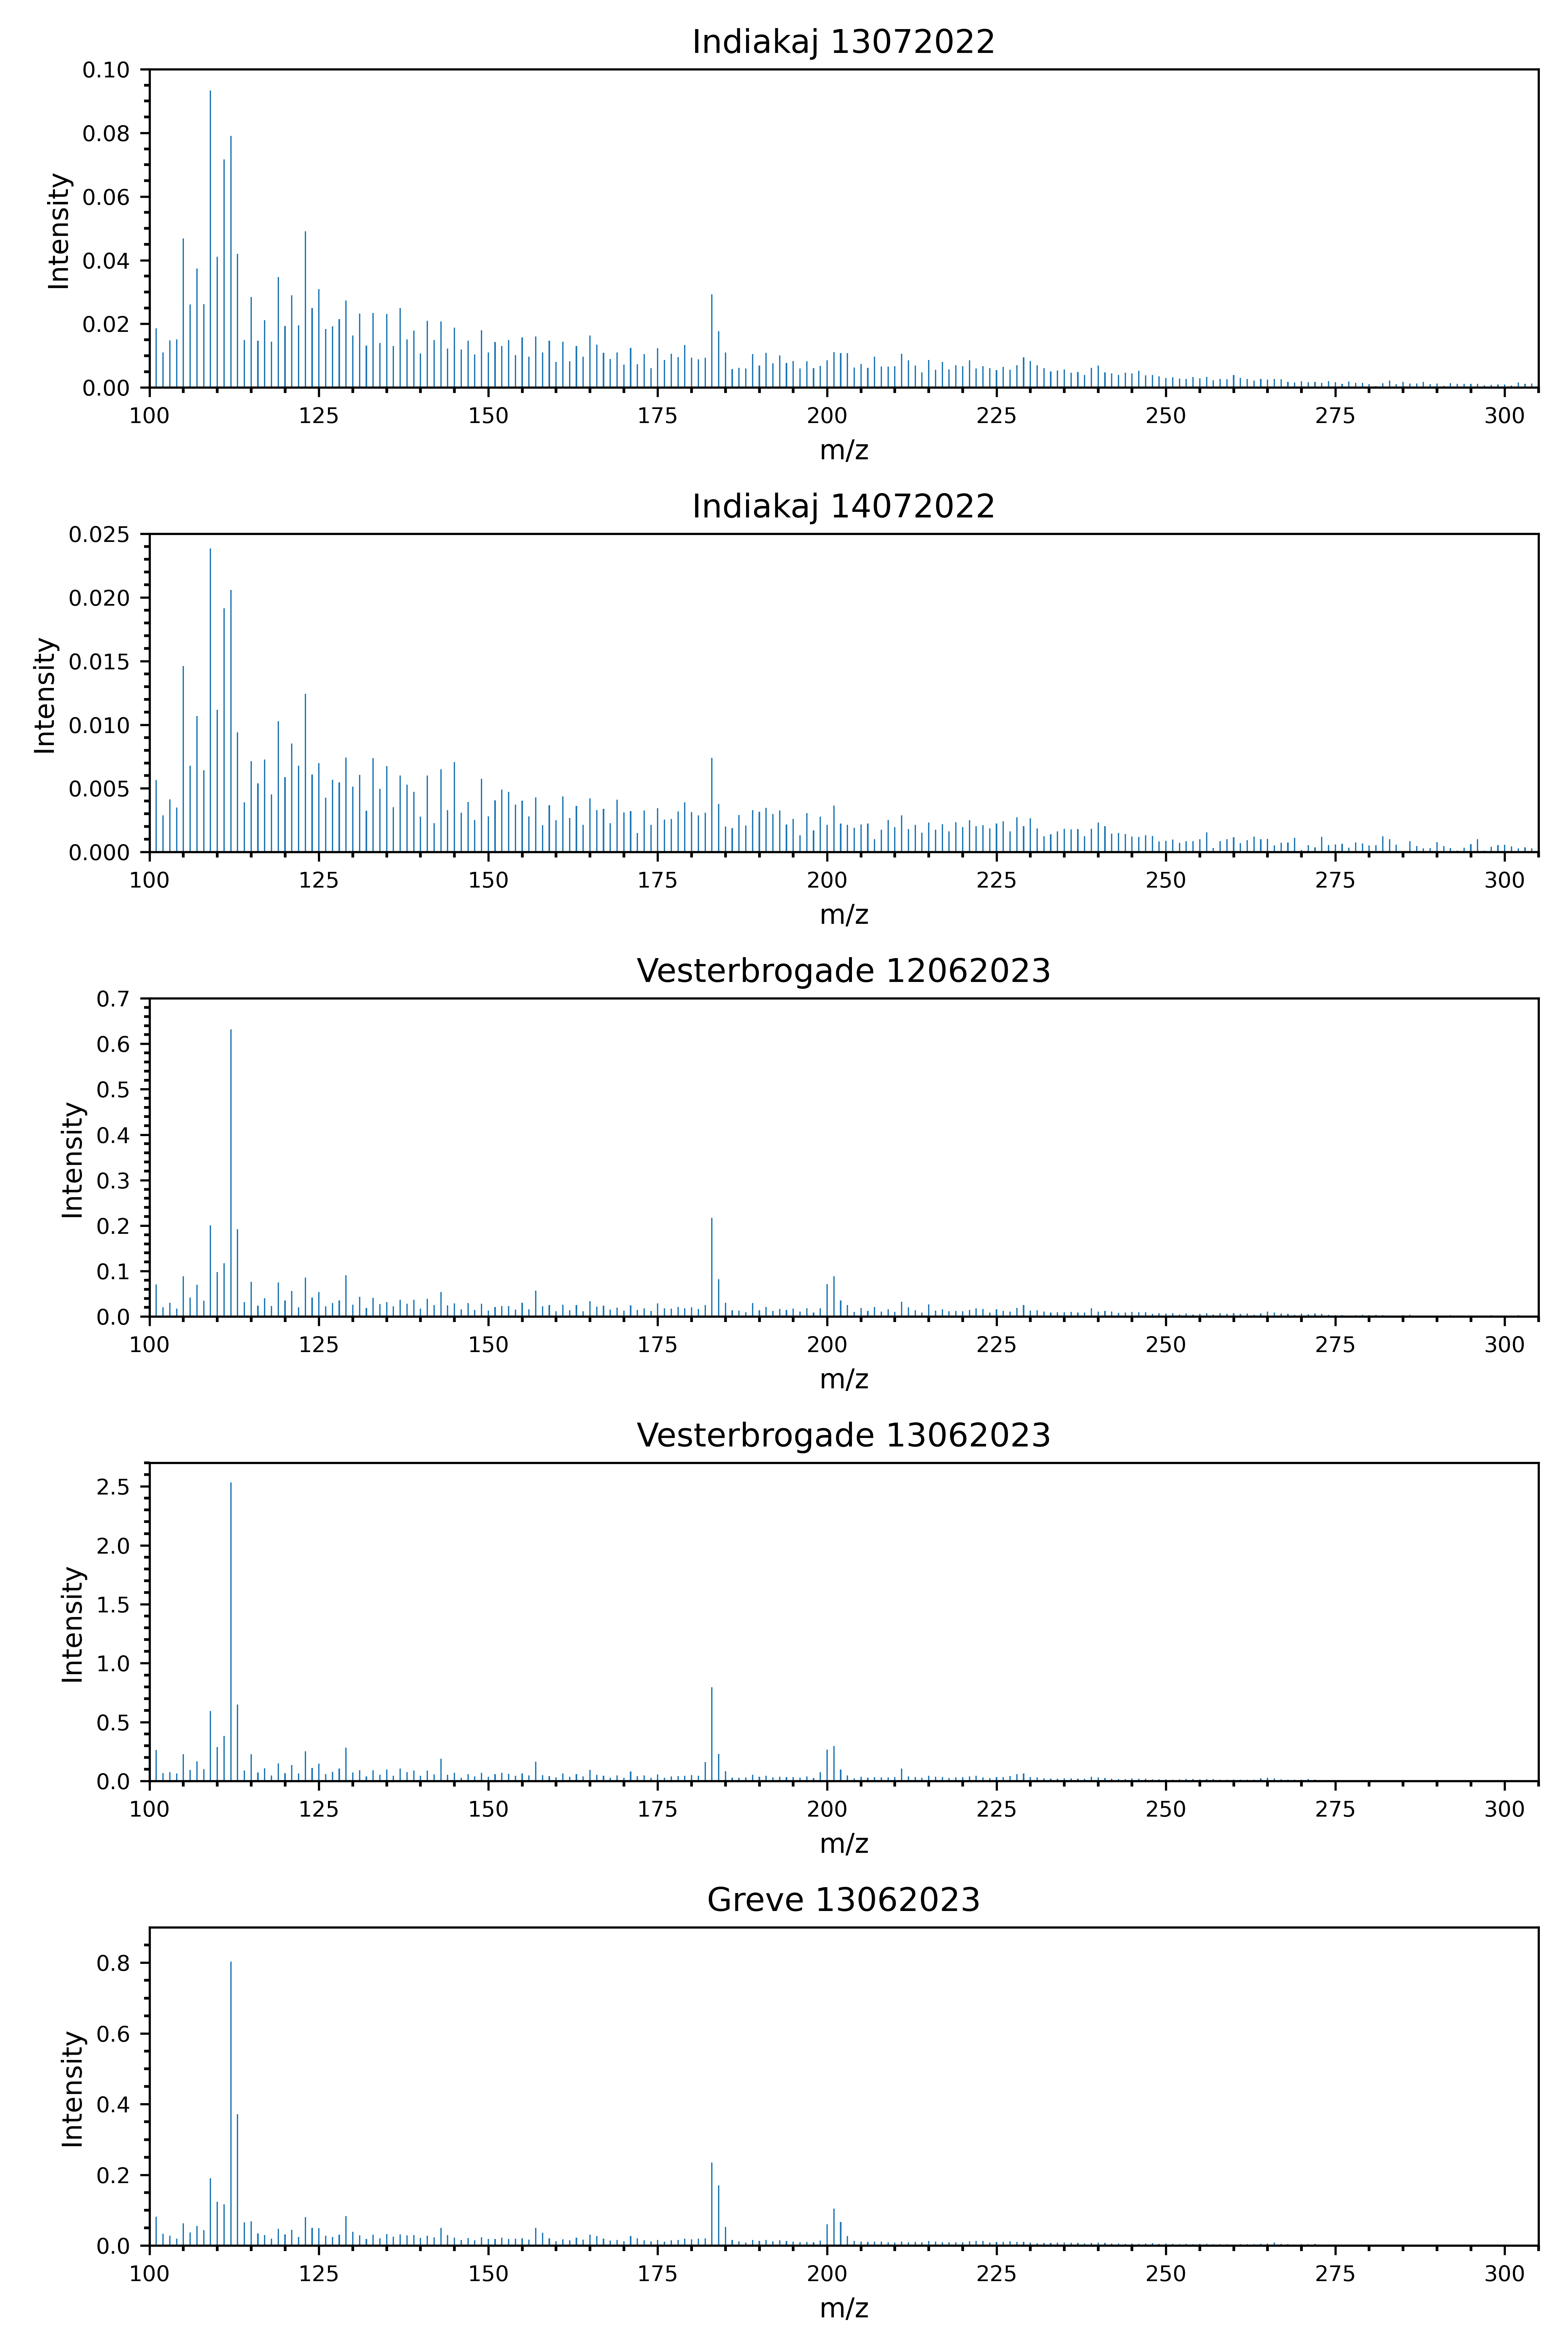 Indiakaj 13072022
Intensity
0.10
0.08
0.06
0.04
0.02
0.00
100 125 150 175 200 225 250 275 300
m/z
Indiakaj 14072022
Intensity
0.025
0.020
0.015
0.010
0.005
0.000
100 125 150 175 200 225 250 275 300
m/z
Vesterbrogade 12062023
Intensity
0.7
0.6
0.5
0.4
0.3
0.2
0.1
0.0
100 125 150 175 200 225 250 275 300
m/z
Vesterbrogade 13062023
Intensity
2.5
2.0
1.5
1.0
0.5
0.0
100 125 150 175 200 225 250 275 300
m/z
Greve 13062023
Intensity
0.8
0.6
0.4
0.2
0.0
100 125 150 175 200 225 250 275 300
m/z